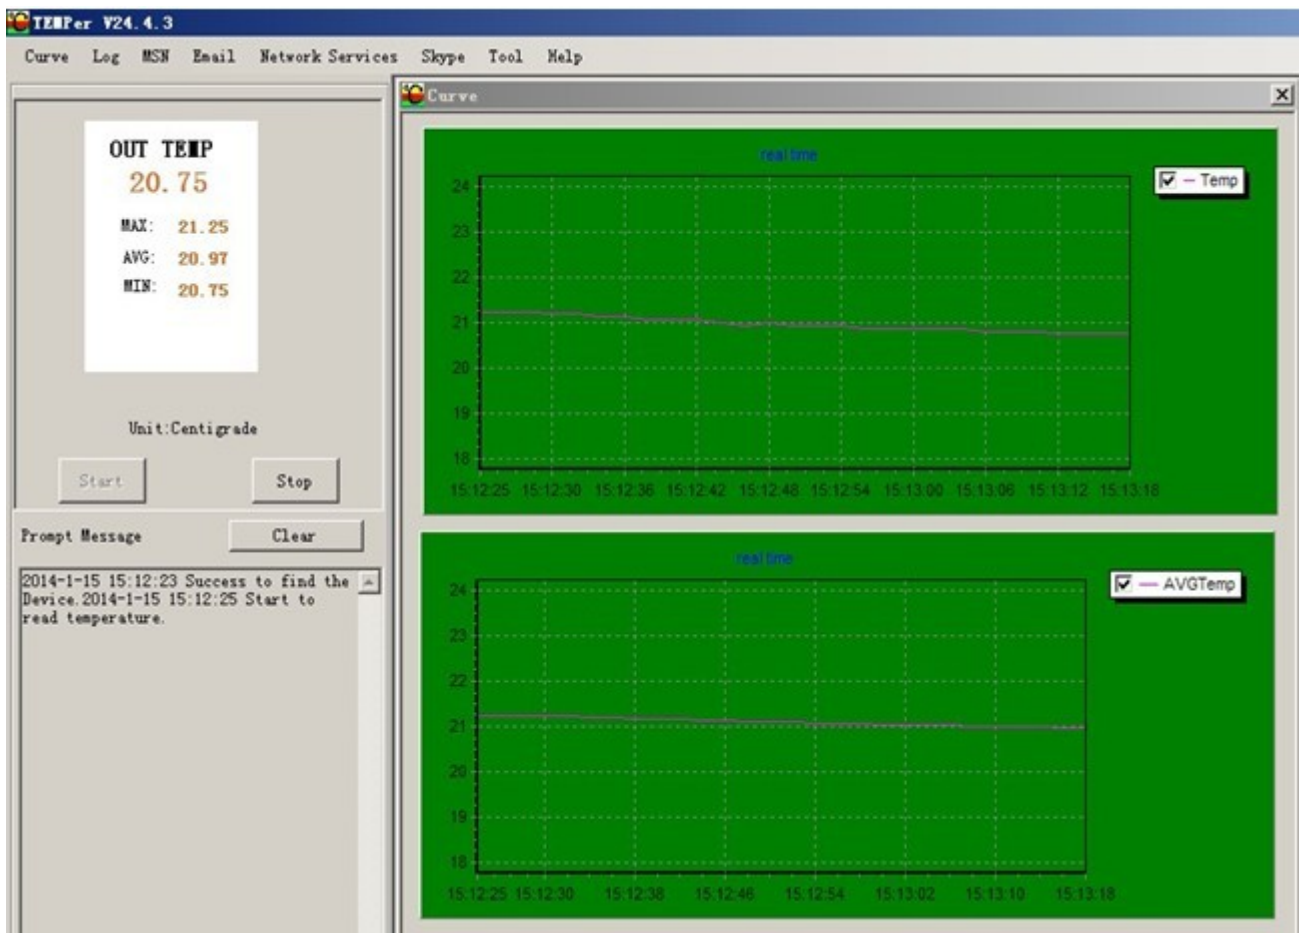 TEMPer V24.4.3
Curve Log MSN Email Network Services Skype Tool Help
OUT TEMP
20.75
MAX: 21.25
AVG: 20.97
MIN: 20.75
Unit:Centigrade
Start Stop
Prompt Message Clear
2014-1-15 15:12:23 Success to find the
Device.2014-1-15 15:12:25 Start to
read temperature.
Curve
real time
Temp
24
23
22
21
20
19
18
15:12:25 15:12:30 15:12:36 15:12:42 15:12:48 15:12:54 15:13:00 15:13:06 15:13:12 15:13:18
real time
AVGTemp
24
23
22
21
20
19
18
15:12:25 15:12:30 15:12:38 15:12:46 15:12:54 15:13:02 15:13:10 15:13:18